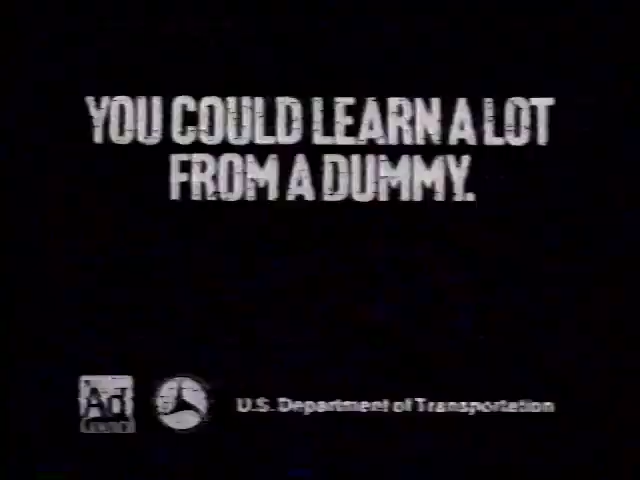 YOU COULD LEARN A LOT
FROM A DUMMY.
Ad
U.S. Department of Transportation